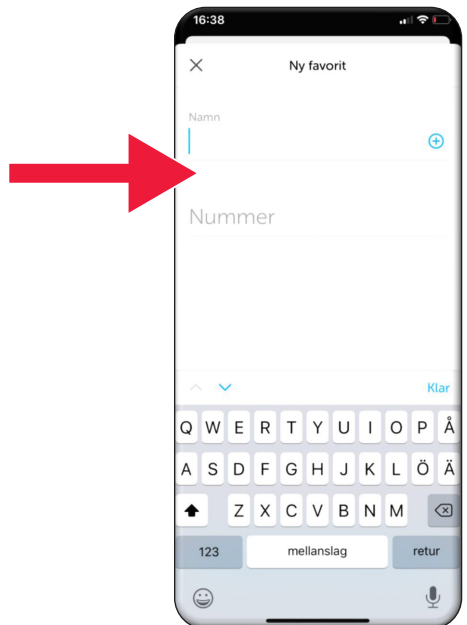 16:38
Ny favorit
Namn
Nummer
Klar
Q W E R T Y U I O P Å
A S D F G H J K L Ö Ä
Z X C V B N M
123 mellanslag retur